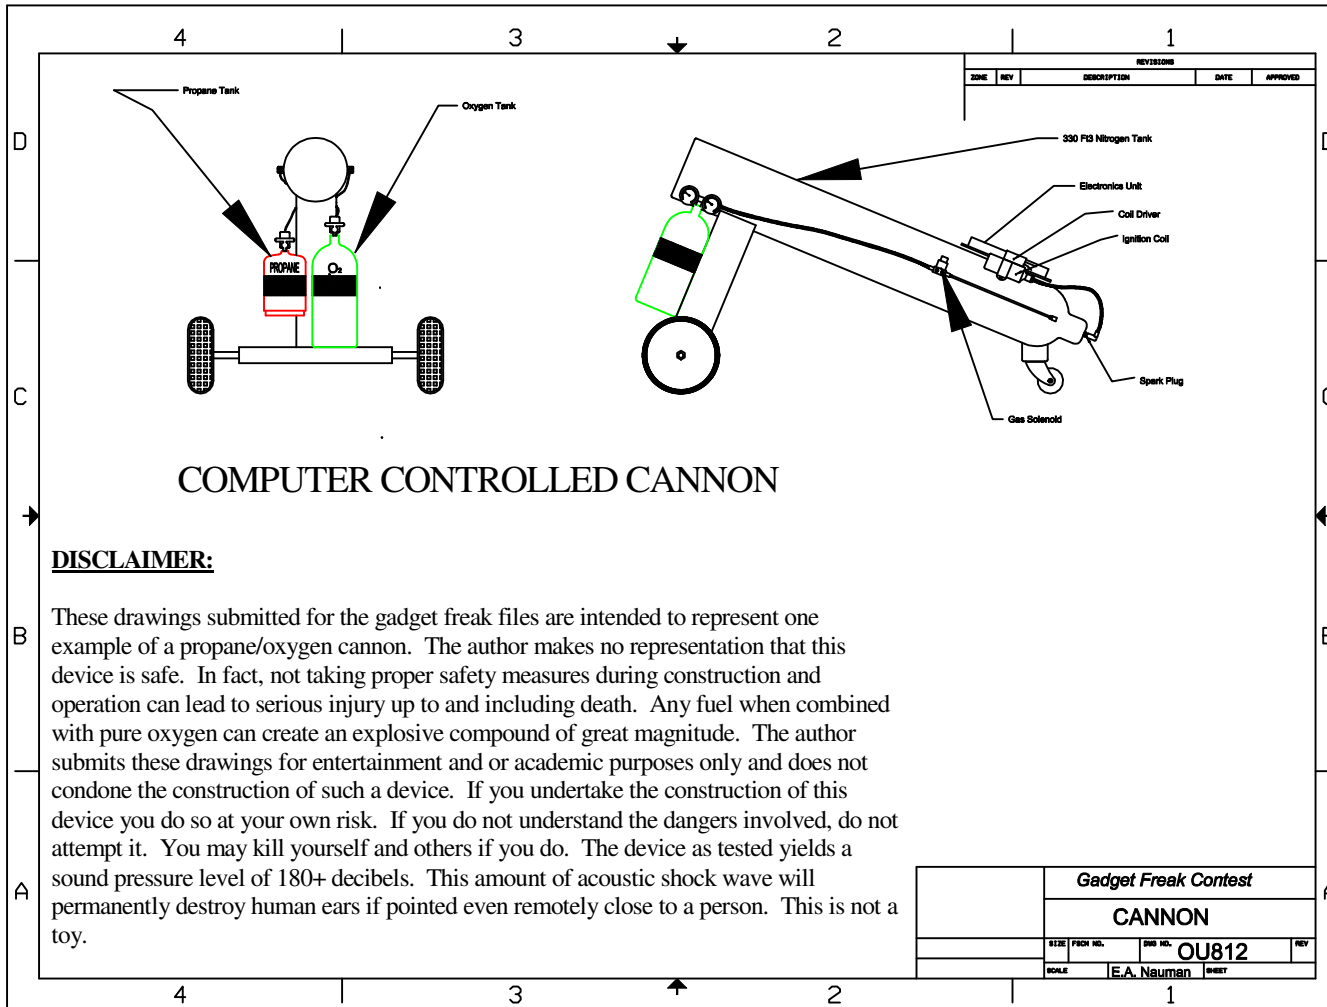 4 3 2 1
REVISIONS
ZONE REV DESCRIPTION DATE APPROVED
Propane Tank
Oxygen Tank
330 Ft3 Nitrogen Tank
Electronics Unit
Coil Driver
Ignition Coil
D D
PROPANE O2
Spark Plug
Gas Solenoid
C C
COMPUTER CONTROLLED CANNON
DISCLAIMER:
These drawings submitted for the gadget freak files are intended to represent one
example of a propane/oxygen cannon. The author makes no representation that this
device is safe. In fact, not taking proper safety measures during construction and
operation can lead to serious injury up to and including death. Any fuel when combined
with pure oxygen can create an explosive compound of great magnitude. The author
submits these drawings for entertainment and or academic purposes only and does not
condone the construction of such a device. If you undertake the construction of this
device you do so at your own risk. If you do not understand the dangers involved, do not
attempt it. You may kill yourself and others if you do. The device as tested yields a
sound pressure level of 180+ decibels. This amount of acoustic shock wave will
permanently destroy human ears if pointed even remotely close to a person. This is not a
toy.
B B
A A
Gadget Freak Contest
CANNON
SIZE FSCM NO. DWG NO. OU812 REV
SCALE E.A. Nauman SHEET
4 3 2 1